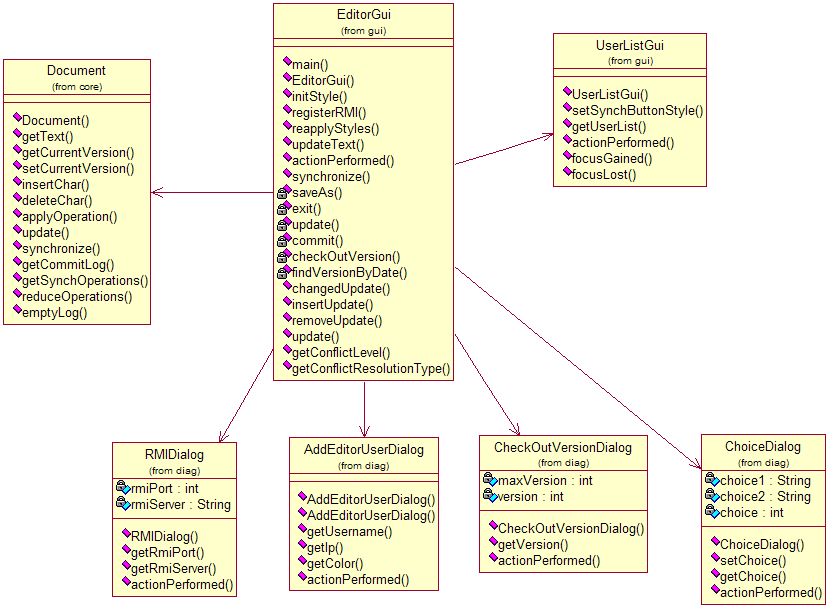 EditorGui
(from gui)
main()
EditorGui()
initStyle()
registerRMI()
reapplyStyles()
updateText()
actionPerformed()
synchronize()
saveAs()
exit()
update()
commit()
checkOutVersion()
findVersionByDate()
changedUpdate()
insertUpdate()
removeUpdate()
update()
getConflictLevel()
getConflictResolutionType()
UserListGui
(from gui)
UserListGui()
setSynchButtonStyle()
getUserList()
actionPerformed()
focusGained()
focusLost()
Document
(from core)
Document()
getText()
getCurrentVersion()
setCurrentVersion()
insertChar()
deleteChar()
applyOperation()
update()
synchronize()
getCommitLog()
getSynchOperations()
reduceOperations()
emptyLog()
RMIDialog
(from diag)
rmiPort : int
rmiServer : String
RMIDialog()
getRmiPort()
getRmiServer()
actionPerformed()
AddEditorUserDialog
(from diag)
AddEditorUserDialog()
AddEditorUserDialog()
getUsername()
getIp()
getColor()
actionPerformed()
CheckOutVersionDialog
(from diag)
maxVersion : int
version : int
CheckOutVersionDialog()
getVersion()
actionPerformed()
ChoiceDialog
(from diag)
choice1 : String
choice2 : String
choice : int
ChoiceDialog()
setChoice()
getChoice()
actionPerformed()